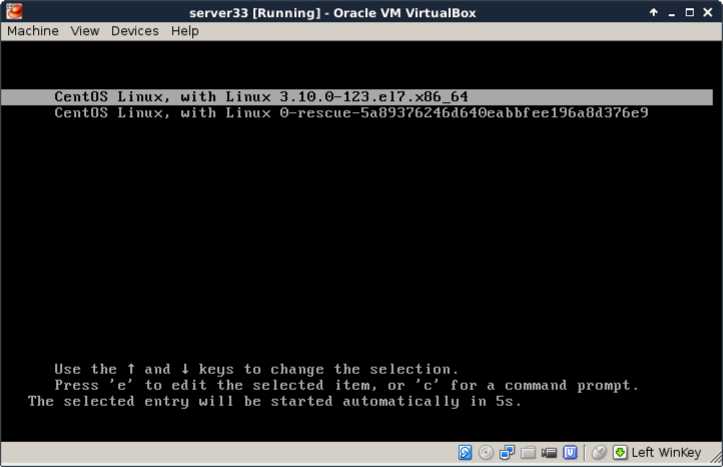 server33 [Running] - Oracle VM VirtualBox
Machine View Devices Help
CentOS Linux, with Linux 3.10.0-123.el7.x86_64
CentOS Linux, with Linux 0-rescue-5a89376246d640eabbfee196a8d376e9
Use the ↑ and ↓ keys to change the selection.
Press 'e' to edit the selected item, or 'c' for a command prompt.
The selected entry will be started automatically in 5s.
Left WinKey